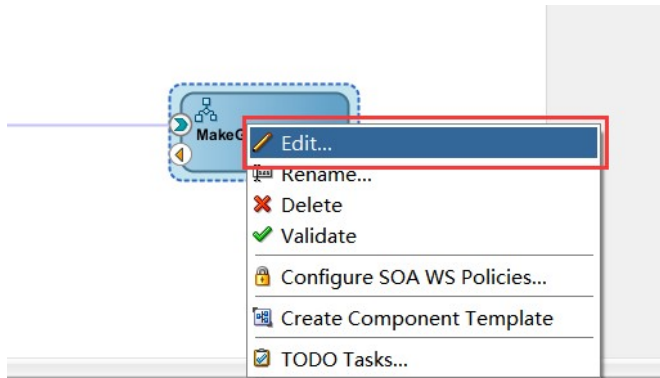 MakeG
Edit...
Rename...
Delete
Validate
Configure SOA WS Policies...
Create Component Template
TODO Tasks...